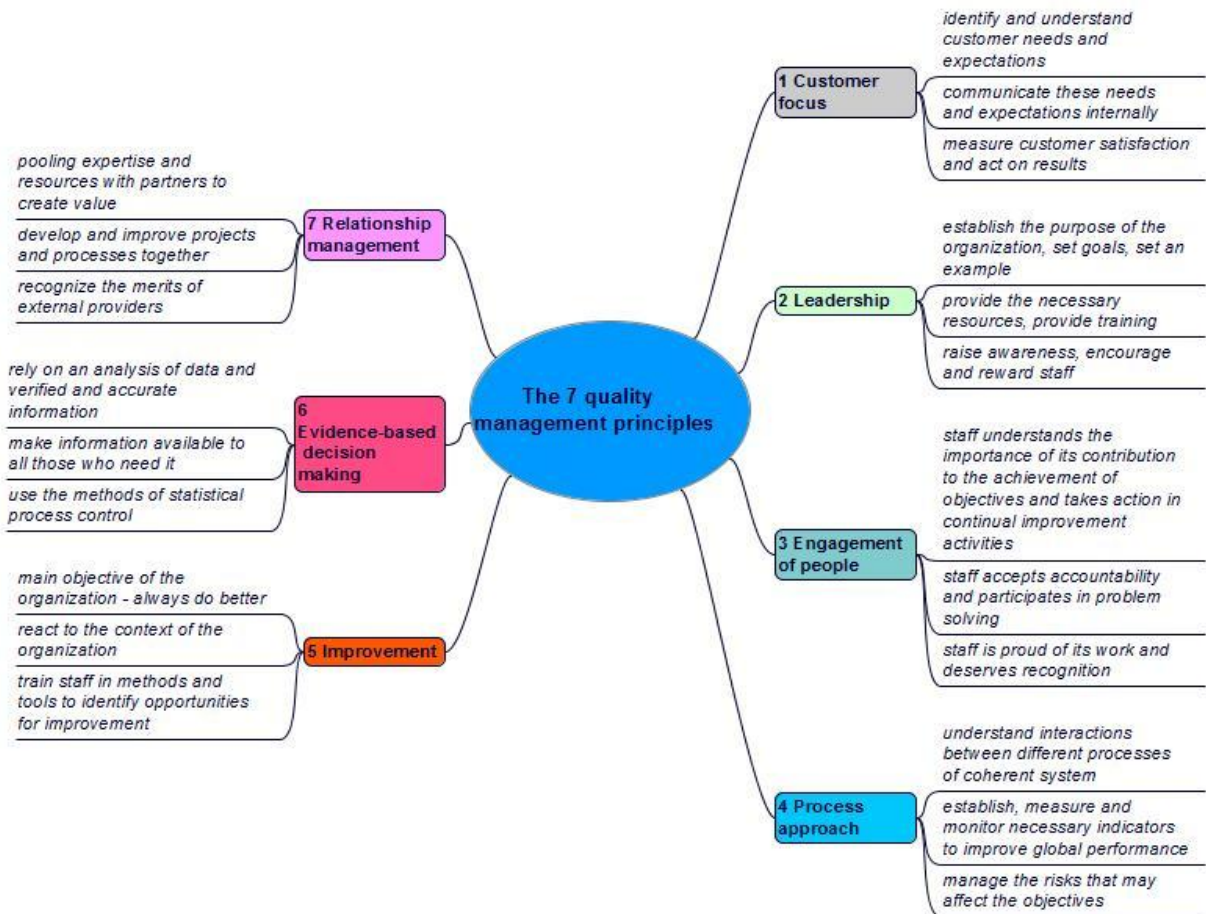 The 7 quality
management principles
1 Customer
focus
identify and understand
customer needs and
expectations
communicate these needs
and expectations internally
measure customer satisfaction
and act on results
2 Leadership
establish the purpose of the
organization, set goals, set an
example
provide the necessary
resources, provide training
raise awareness, encourage
and reward staff
3 Engagement
of people
staff understands the
importance of its contribution
to the achievement of
objectives and takes action in
continual improvement
activities
staff accepts accountability
and participates in problem
solving
staff is proud of its work and
deserves recognition
4 Process
approach
understand interactions
between different processes
of coherent system
establish, measure and
monitor necessary indicators
to improve global performance
manage the risks that may
affect the objectives
5 Improvement
main objective of the
organization - always do better
react to the context of the
organization
train staff in methods and
tools to identify opportunities
for improvement
6
Evidence-based
decision
making
rely on an analysis of data and
verified and accurate
information
make information available to
all those who need it
use the methods of statistical
process control
7 Relationship
management
pooling expertise and
resources with partners to
create value
develop and improve projects
and processes together
recognize the merits of
external providers